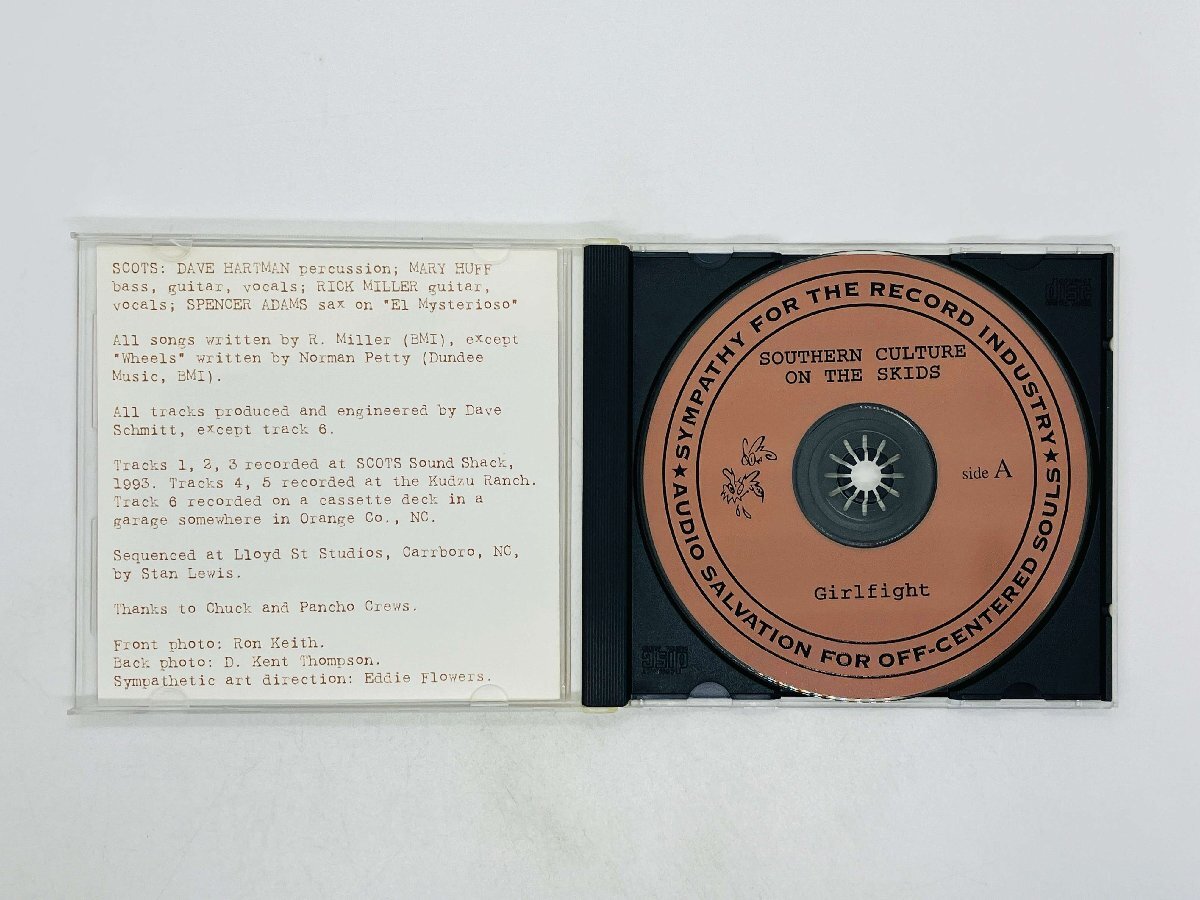 SCOTS: DAVE HARTMAN percussion; MARY HUFF
bass, guitar, vocals; RICK MILLER guitar,
vocals; SPENCER ADAMS sax on "El Mysterioso"
All songs written by R. Miller (BMI), except
"Wheels" written by Norman Petty (Dundee
Music, BMI).
All tracks produced and engineered by Dave
Schmitt, except track 6.
Tracks 1, 2, 3 recorded at SCOTS Sound Shack,
1993. Tracks 4, 5 recorded at the Kudzu Ranch.
Track 6 recorded on a cassette deck in a
garage somewhere in Orange Co., NC.
Sequenced at Lloyd St Studios, Carrboro, NC,
by Stan Lewis.
Thanks to Chuck and Pancho Crews.
Front photo: Ron Keith.
Back photo: D. Kent Thompson.
Sympathetic art direction: Eddie Flowers.
★SYMPATHY FOR THE RECORD INDUSTRY★
SOUTHERN CULTURE
ON THE SKIDS
side A
Girlfight
AUDIO SALVATION FOR OFF-CENTERED SOULS
disc